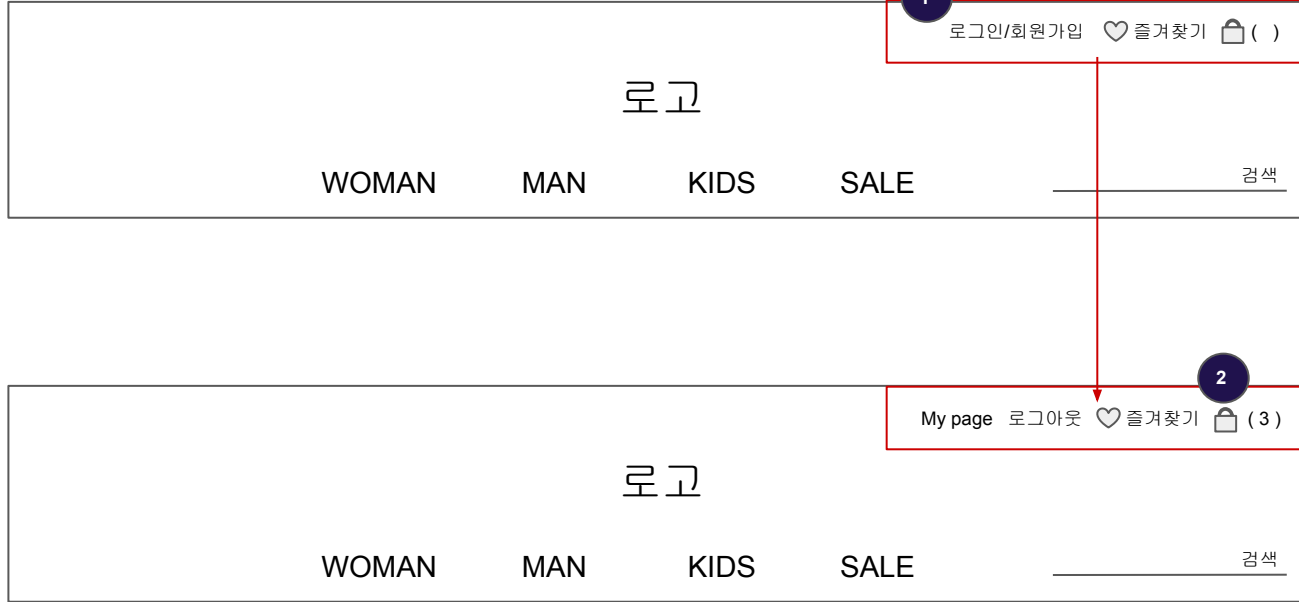 1
로그인/회원가입 즐겨찾기 ( )
로고
WOMAN MAN KIDS SALE 검색
2
My page 로그아웃 즐겨찾기 ( 3 )
로고
WOMAN MAN KIDS SALE 검색